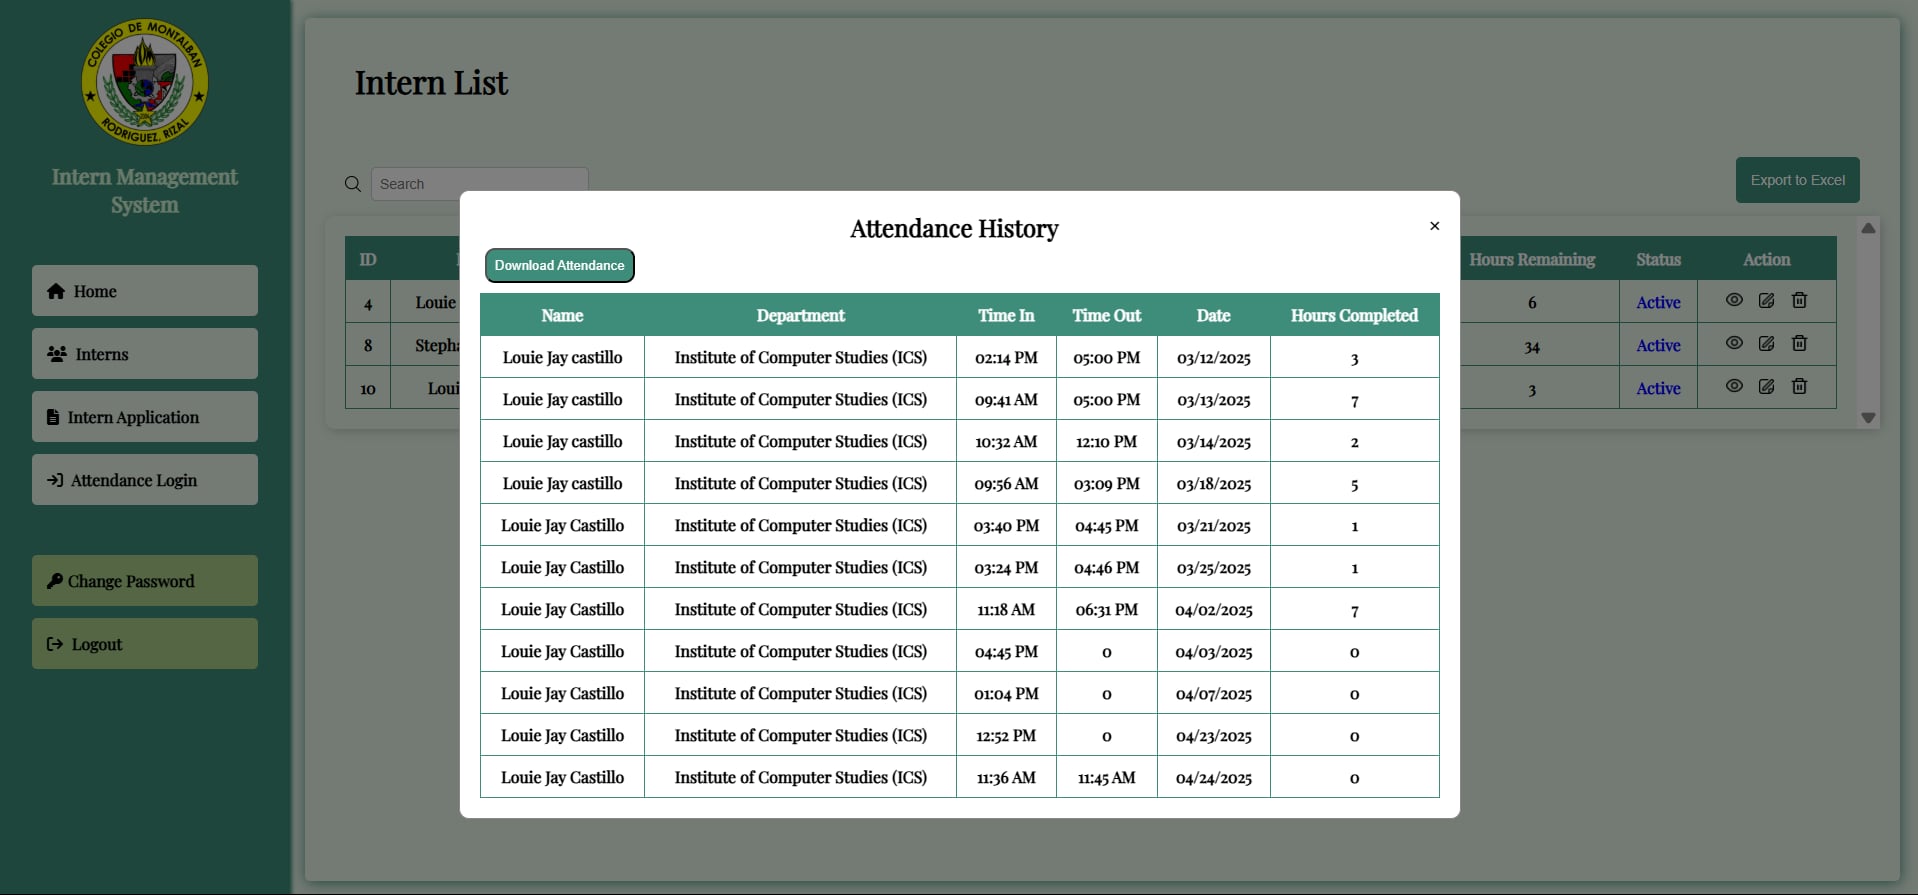 COLEGIO DE MONTALBAN
RODRIGUEZ, RIZAL
Intern Management
System
Home
Interns
Intern Application
Attendance Login
Change Password
Logout
Intern List
Search
Export to Excel
ID Hours Remaining Status Action
4 Louie 6 Active
8 34 Active
10 3 Active
Attendance History
×
Download Attendance
Name Department Time In Time Out Date Hours Completed
Louie Jay castillo Institute of Computer Studies (ICS) 02:14 PM 05:00 PM 03/12/2025 3
Louie Jay castillo Institute of Computer Studies (ICS) 09:41 AM 05:00 PM 03/13/2025 7
Louie Jay castillo Institute of Computer Studies (ICS) 10:32 AM 12:10 PM 03/14/2025 2
Louie Jay castillo Institute of Computer Studies (ICS) 09:56 AM 03:09 PM 03/18/2025 5
Louie Jay Castillo Institute of Computer Studies (ICS) 03:40 PM 04:45 PM 03/21/2025 1
Louie Jay Castillo Institute of Computer Studies (ICS) 03:24 PM 04:46 PM 03/25/2025 1
Louie Jay Castillo Institute of Computer Studies (ICS) 11:18 AM 06:31 PM 04/02/2025 7
Louie Jay Castillo Institute of Computer Studies (ICS) 04:45 PM 0 04/03/2025 0
Louie Jay Castillo Institute of Computer Studies (ICS) 01:04 PM 0 04/07/2025 0
Louie Jay Castillo Institute of Computer Studies (ICS) 12:52 PM 0 04/23/2025 0
Louie Jay Castillo Institute of Computer Studies (ICS) 11:36 AM 11:45 AM 04/24/2025 0